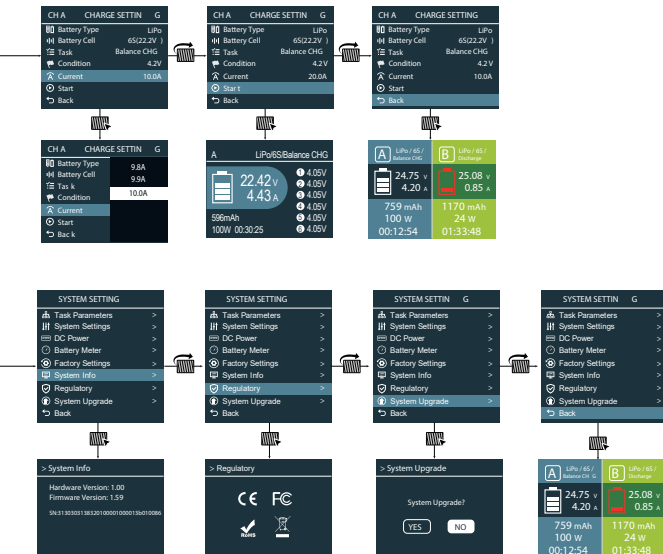 CH A CHARGE SETTIN G
Battery Type LiPo
Battery Cell 6S(22.2V )
Task Balance CHG
Condition 4.2V
Current 10.0A
Start
Back
CH A CHARGE SETTIN G
Battery Type LiPo
Battery Cell 6S(22.2V )
Task Balance CHG
Condition 4.2 V
Current 20.0A
Star t
Back
CH A CHARGE SETTING
Battery Type LiPo
Battery Cell 6S(22.2V )
Task Balance CHG
Condition 4.2 V
Current 10.0A
Start
Back
CH A CHARGE SETTIN G
Battery Type
Battery Cell
Tas k
Condition
Current
Start
Bac k
9.8A
9.9A
10.0A
A LiPo/6S/Balance CHG
22.42 V
4.43 A
1 4.05V
2 4.05V
3 4.05V
4 4.05V
5 4.05V
6 4.05V
596mAh
100W 00:30:25
A LiPo / 6S /
Balance CHG
24.75 V
4.20 A
759 mAh
100 W
00:12:54
B LiPo / 6S /
Discharge
25.08 V
0.85 A
1170 mAh
24 W
01:33:48
SYSTEM SETTING
Task Parameters >
System Settings >
DC Power >
Battery Meter >
Factory Settings >
System Info >
Regulatory >
System Upgrade >
Back
SYSTEM SETTING
Task Parameters >
System Settings >
DC Power >
Battery Meter >
Factory Settings >
System Info >
Regulatory >
System Upgrade >
Back
SYSTEM SETTIN G
Task Parameters >
System Settings >
DC Power >
Battery Meter >
Factory Settings >
System Info >
Regulatory >
System Upgrade >
Back
SYSTEM SETTIN G
Task Parameters >
System Settings >
DC Power >
Battery Meter >
Factory Settings >
System Info >
Regulatory >
System Upgrade >
Back
> System Info
Hardware Version: 1.00
Firmware Version: 1.59
> Regulatory
CE FC
RoHS
> System Upgrade
System Upgrade?
YES NO
A LiPo / 6S /
Balance CH G
24.75 V
4.20 A
759 mAh
100 W
00:12:54
B LiPo / 6S /
Discharge
25.08 V
0.85 A
1170 mAh
24 W
01:33:48